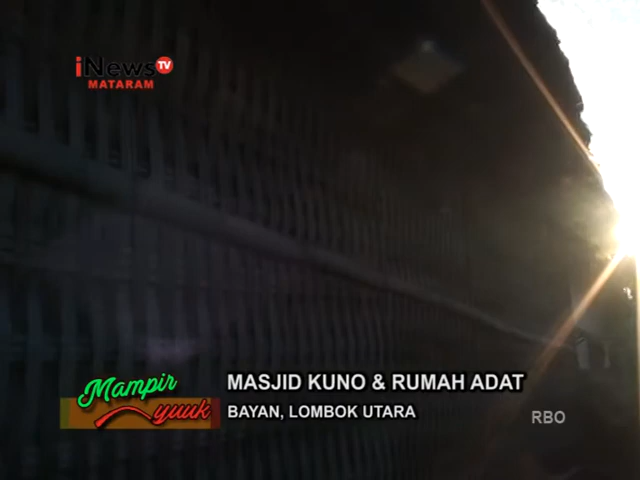 iNews TV
MATARAM
Mampir
yuuk
MASJID KUNO & RUMAH ADAT
BAYAN, LOMBOK UTARA
RBO